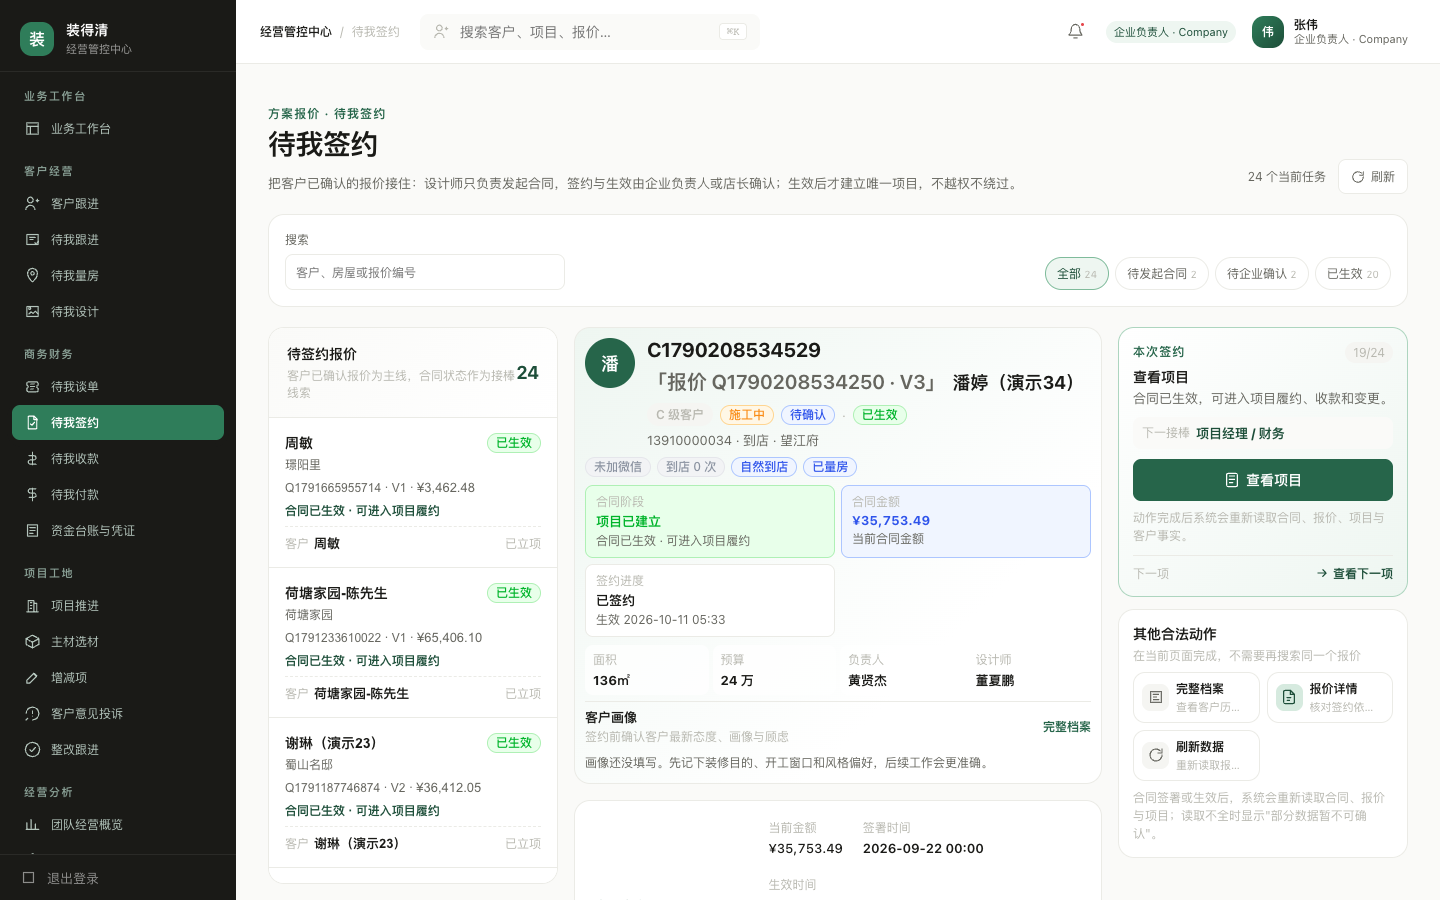 装
装得清
经营管控中心
业务工作台
业务工作台
客户经营
客户跟进
待我跟进
待我量房
待我设计
商务财务
待我谈单
待我签约
待我收款
待我付款
资金台账与凭证
项目工地
项目推进
主材选材
增减项
客户意见投诉
整改跟进
经营分析
团队经营概览
退出登录
经营管控中心 / 待我签约
搜索客户、项目、报价...
⌘K
企业负责人 · Company
伟
张伟
企业负责人 · Company
方案报价 · 待我签约
待我签约
把客户已确认的报价接住：设计师只负责发起合同，签约与生效由企业负责人或店长确认；生效后才建立唯一项目，不越权不绕过。
24 个当前任务
刷新
搜索
客户、房屋或报价编号
全部 24
待发起合同 2
待企业确认 2
已生效 20
待签约报价
客户已确认报价为主线，合同状态作为接棒线索
24
周敏
已生效
璟阳里
Q1791665955714 · V1 · ¥3,462.48
合同已生效 · 可进入项目履约
客户 周敏
已立项
荷塘家园-陈先生
已生效
荷塘家园
Q1791233610022 · V1 · ¥65,406.10
合同已生效 · 可进入项目履约
客户 荷塘家园-陈先生
已立项
谢琳（演示23）
已生效
蜀山名邸
Q1791187746874 · V2 · ¥36,412.05
合同已生效 · 可进入项目履约
客户 谢琳（演示23）
已立项
潘
C1790208534529
「报价 Q1790208534250 · V3」 潘婷（演示34）
C 级客户
施工中
待确认
·
已生效
13910000034 · 到店 · 望江府
未加微信
到店 0 次
自然到店
已量房
合同阶段
项目已建立
合同已生效 · 可进入项目履约
合同金额
¥35,753.49
当前合同金额
签约进度
已签约
生效 2026-10-11 05:33
面积
136㎡
预算
24 万
负责人
黄贤杰
设计师
董夏鹏
客户画像
签约前确认客户最新态度、画像与顾虑
完整档案
画像还没填写。先记下装修目的、开工窗口和风格偏好，后续工作会更准确。
当前金额
¥35,753.49
签署时间
2026-09-22 00:00
生效时间
本次签约
19/24
查看项目
合同已生效，可进入项目履约、收款和变更。
下一接棒 项目经理 / 财务
查看项目
动作完成后系统会重新读取合同、报价、项目与客户事实。
下一项
→ 查看下一项
其他合法动作
在当前页面完成，不需要再搜索同一个报价
完整档案
查看客户历...
报价详情
核对签约依...
刷新数据
重新读取报...
合同签署或生效后，系统会重新读取合同、报价与项目；读取不全时显示"部分数据暂不可确认"。